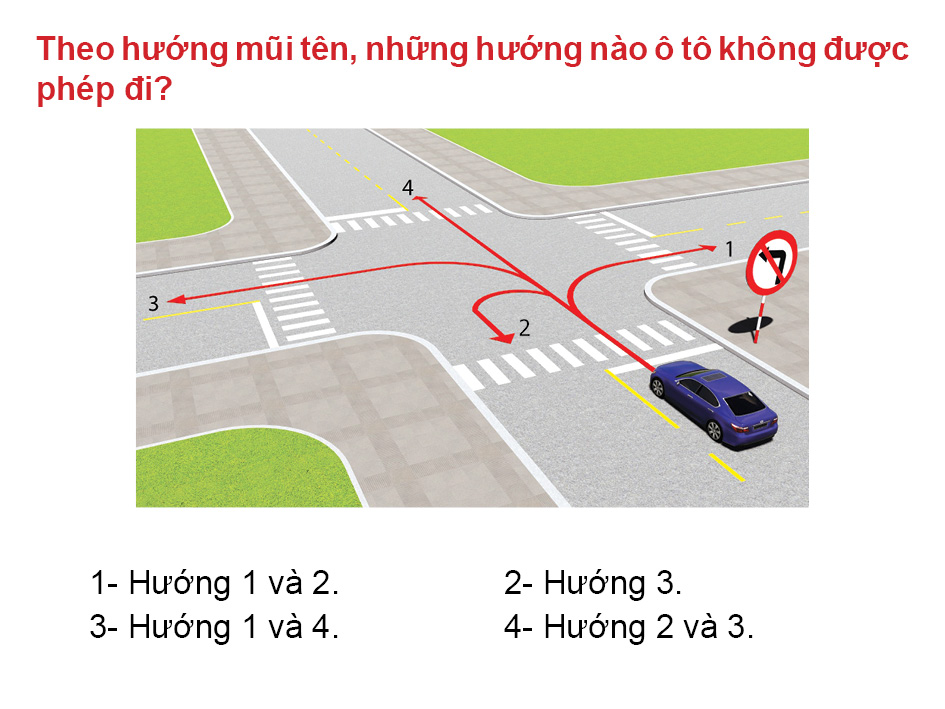 Theo hướng mũi tên, những hướng nào ô tô không được
phép đi?
4
1
3
2
1- Hướng 1 và 2.
2- Hướng 3.
3- Hướng 1 và 4.
4- Hướng 2 và 3.